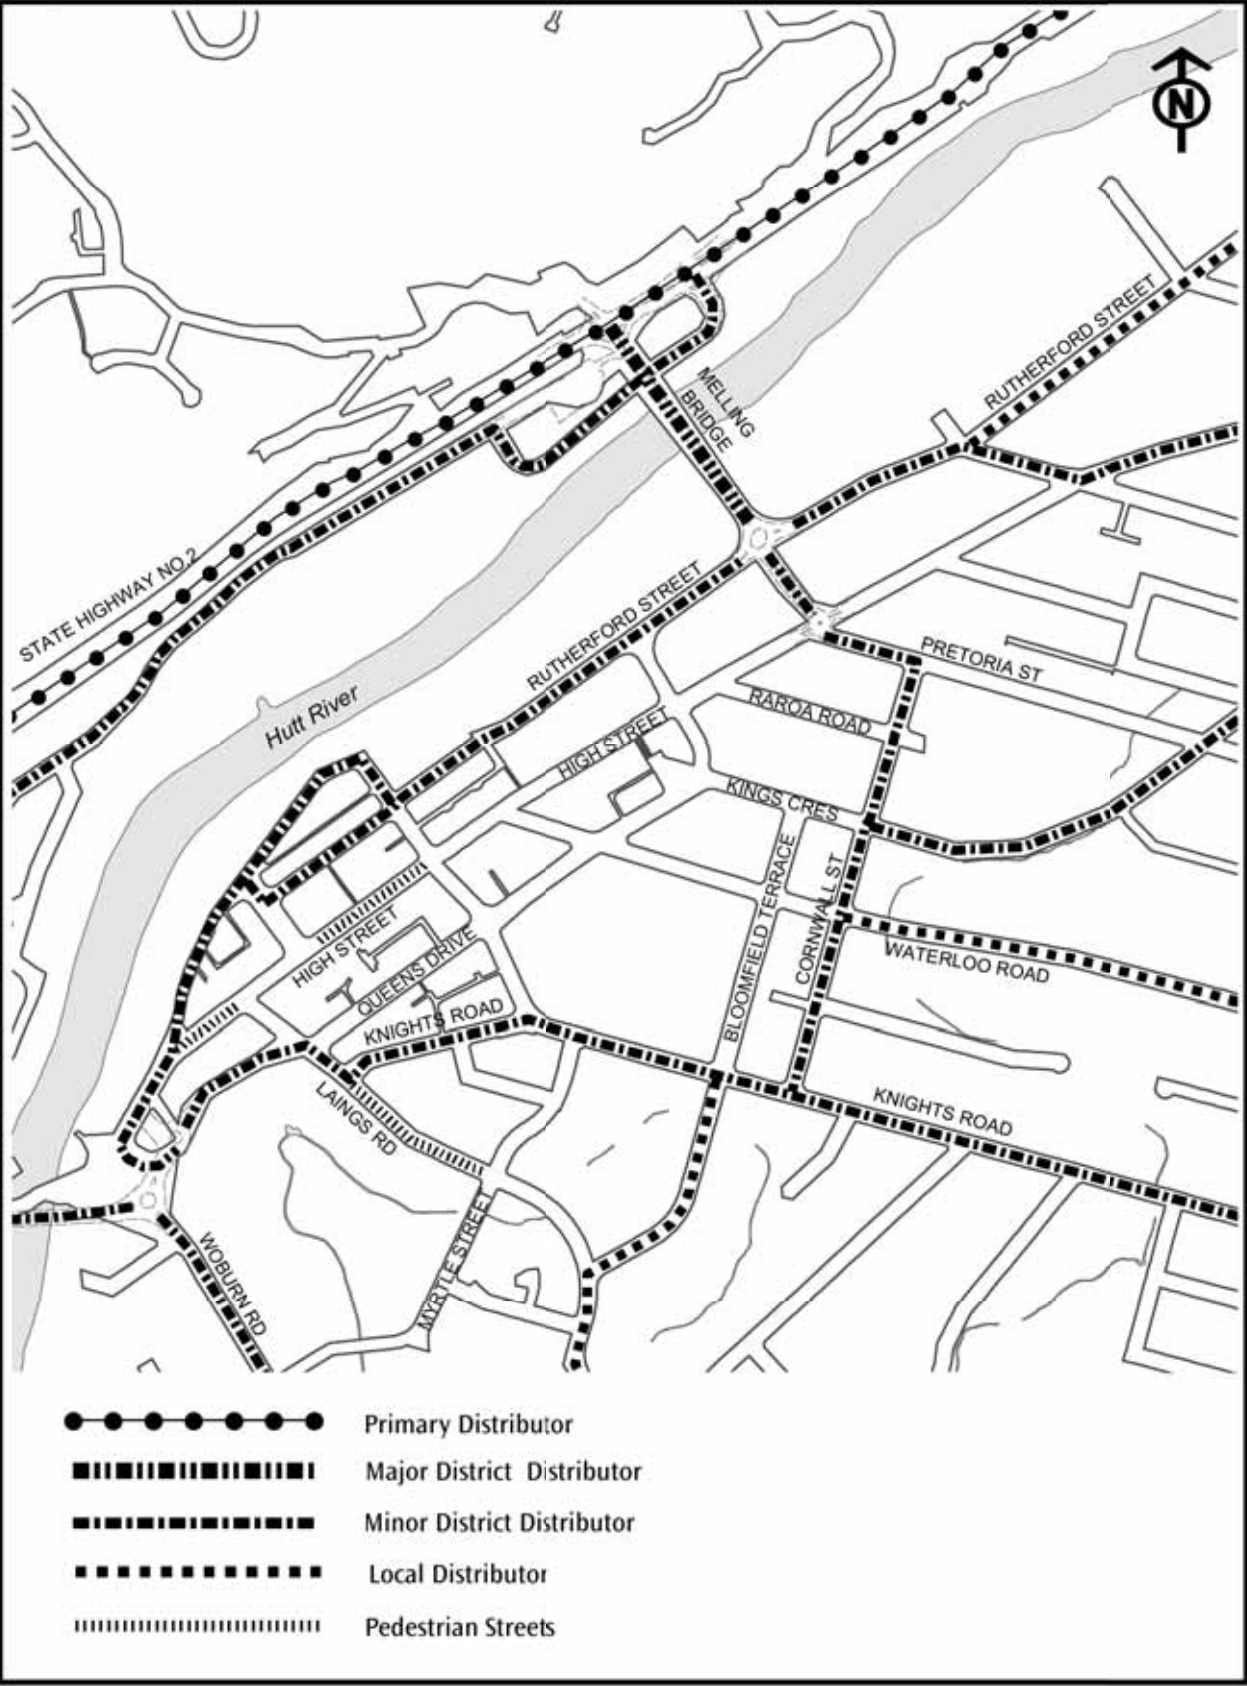 N
RUTHERFORD STREET
MELLING
BRIDGE
STATE HIGHWAY NO.2
RUTHERFORD STREET
PRETORIA ST
Hutt River
RAROA ROAD
HIGH STREET
KINGS CRES
BLOOMFIELD TERRACE
CORNWALL ST
HIGH STREET
QUEENS DRIVE
WATERLOO ROAD
KNIGHTS ROAD
LAINGS RD
KNIGHTS ROAD
WOBURN RD
MYRTLE STREET
Primary Distributor
Major District Distributor
Minor District Distributor
Local Distributor
Pedestrian Streets